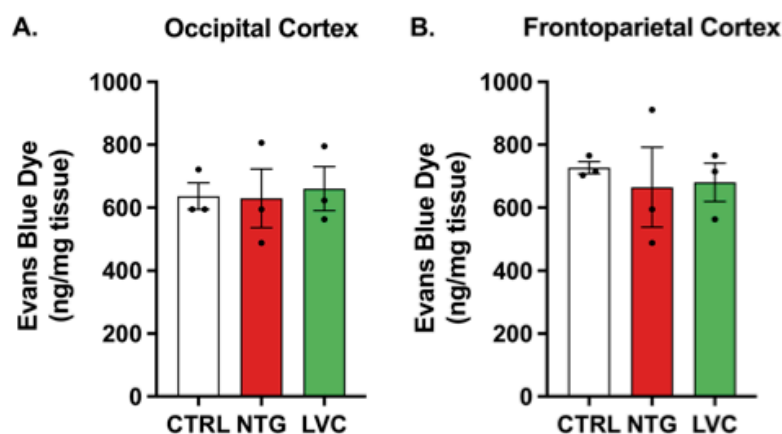 A. Occipital Cortex
Evans Blue Dye
(ng/mg tissue)
1000
800
600
400
200
0
CTRL NTG LVC
B. Frontoparietal Cortex
Evans Blue Dye
(ng/mg tissue)
1000
800
600
400
200
0
CTRL NTG LVC